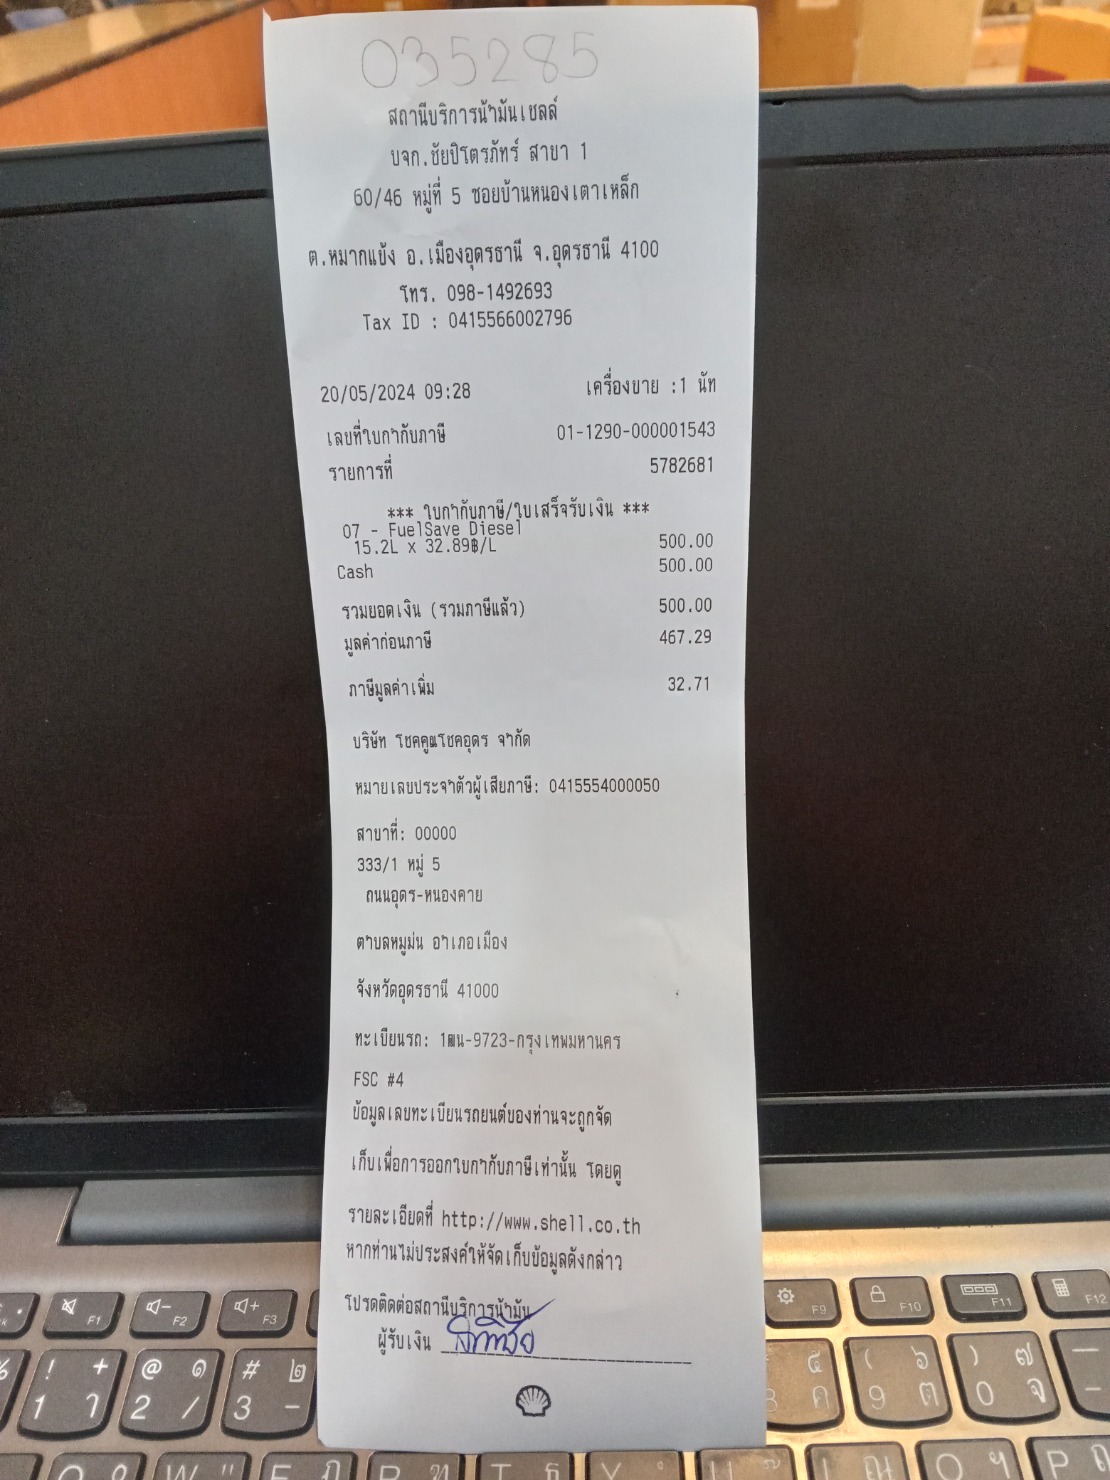 035285
สถานีบริการน้ำมันเชลล์
บจก.ชัยปิโตรภัทร์ สาขา 1
60/46 หมู่ที่ 5 ซอยบ้านหนองเตาเหล็ก
ต.หมากแข้ง อ.เมืองอุดรธานี จ.อุดรธานี 4100
โทร. 098-1492693
Tax ID : 0415566002796
20/05/2024 09:28 เครื่องขาย :1 นัท
เลขที่ใบกำกับภาษี 01-1290-000001543
รายการที่ 5782681
*** ใบกำกับภาษี/ใบเสร็จรับเงิน ***
07 - FuelSave Diesel
15.2L x 32.89฿/L 500.00
Cash 500.00
รวมยอดเงิน (รวมภาษีแล้ว) 500.00
มูลค่าก่อนภาษี 467.29
ภาษีมูลค่าเพิ่ม 32.71
บริษัท โชคคูณโชคอุดร จำกัด
หมายเลขประจำตัวผู้เสียภาษี: 0415554000050
สาขาที่: 00000
333/1 หมู่ 5
ถนนอุดร-หนองคาย
ตำบลหมูม่น อำเภอเมือง
จังหวัดอุดรธานี 41000
ทะเบียนรถ: 1ฒน-9723-กรุงเทพมหานคร
FSC #4
ข้อมูลเลขทะเบียนรถยนต์ของท่านจะถูกจัด
เก็บเพื่อการออกใบกำกับภาษีเท่านั้น โดยดู
รายละเอียดที่ http://www.shell.co.th
หากท่านไม่ประสงค์ให้จัดเก็บข้อมูลดังกล่าว
โปรดติดต่อสถานีบริการน้ำมัน
ผู้รับเงิน
F1 F2 F3 F9 F10 F11 F12
! + @ ๑ # ๒ ๕ ( ๖ ) ๗
1 า 2 / 3 - ค 9 ต 0 จ